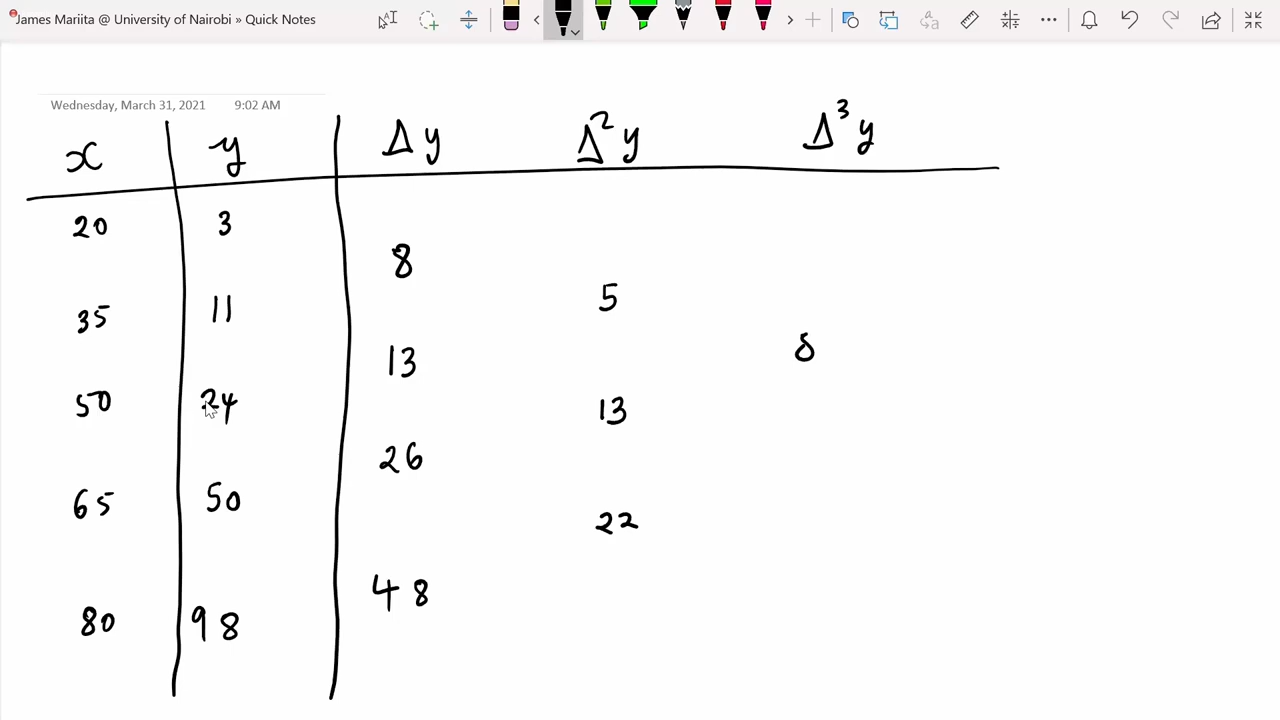 James Mariita @ University of Nairobi » Quick Notes
Wednesday, March 31, 2021 9:02 AM
x y Δy Δ²y Δ³y
20 3
8
35 11 5
13 8
50 24 13
26
65 50
22
48
80 98